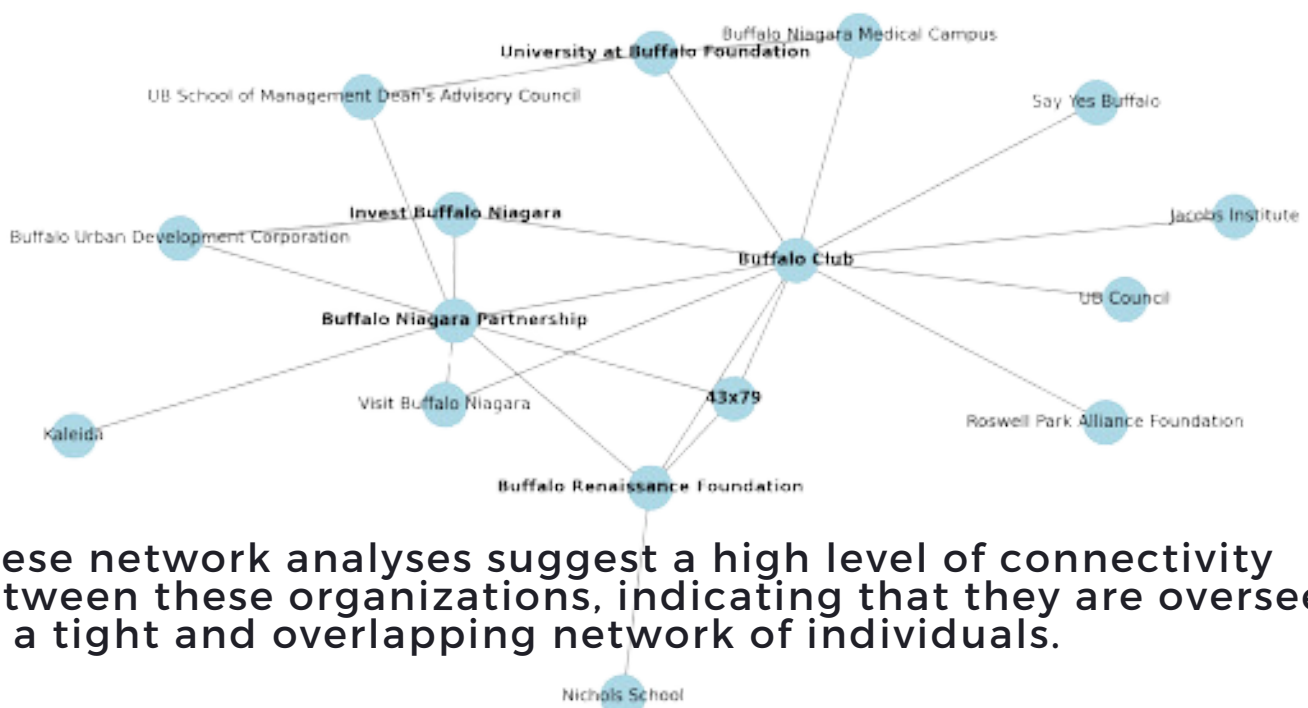 Buffalo Niagara Medical Campus
University at Buffalo Foundation
UB School of Management Dean's Advisory Council
Say Yes Buffalo
Invest Buffalo Niagara
Jacobs Institute
Buffalo Urban Development Corporation
Buffalo Club
UB Council
Buffalo Niagara Partnership
43x79
Visit Buffalo Niagara
Roswell Park Alliance Foundation
Kaleida
Buffalo Renaissance Foundation
ese network analyses suggest a high level of connectivity
tween these organizations, indicating that they are oversee
a tight and overlapping network of individuals.
Nichols School